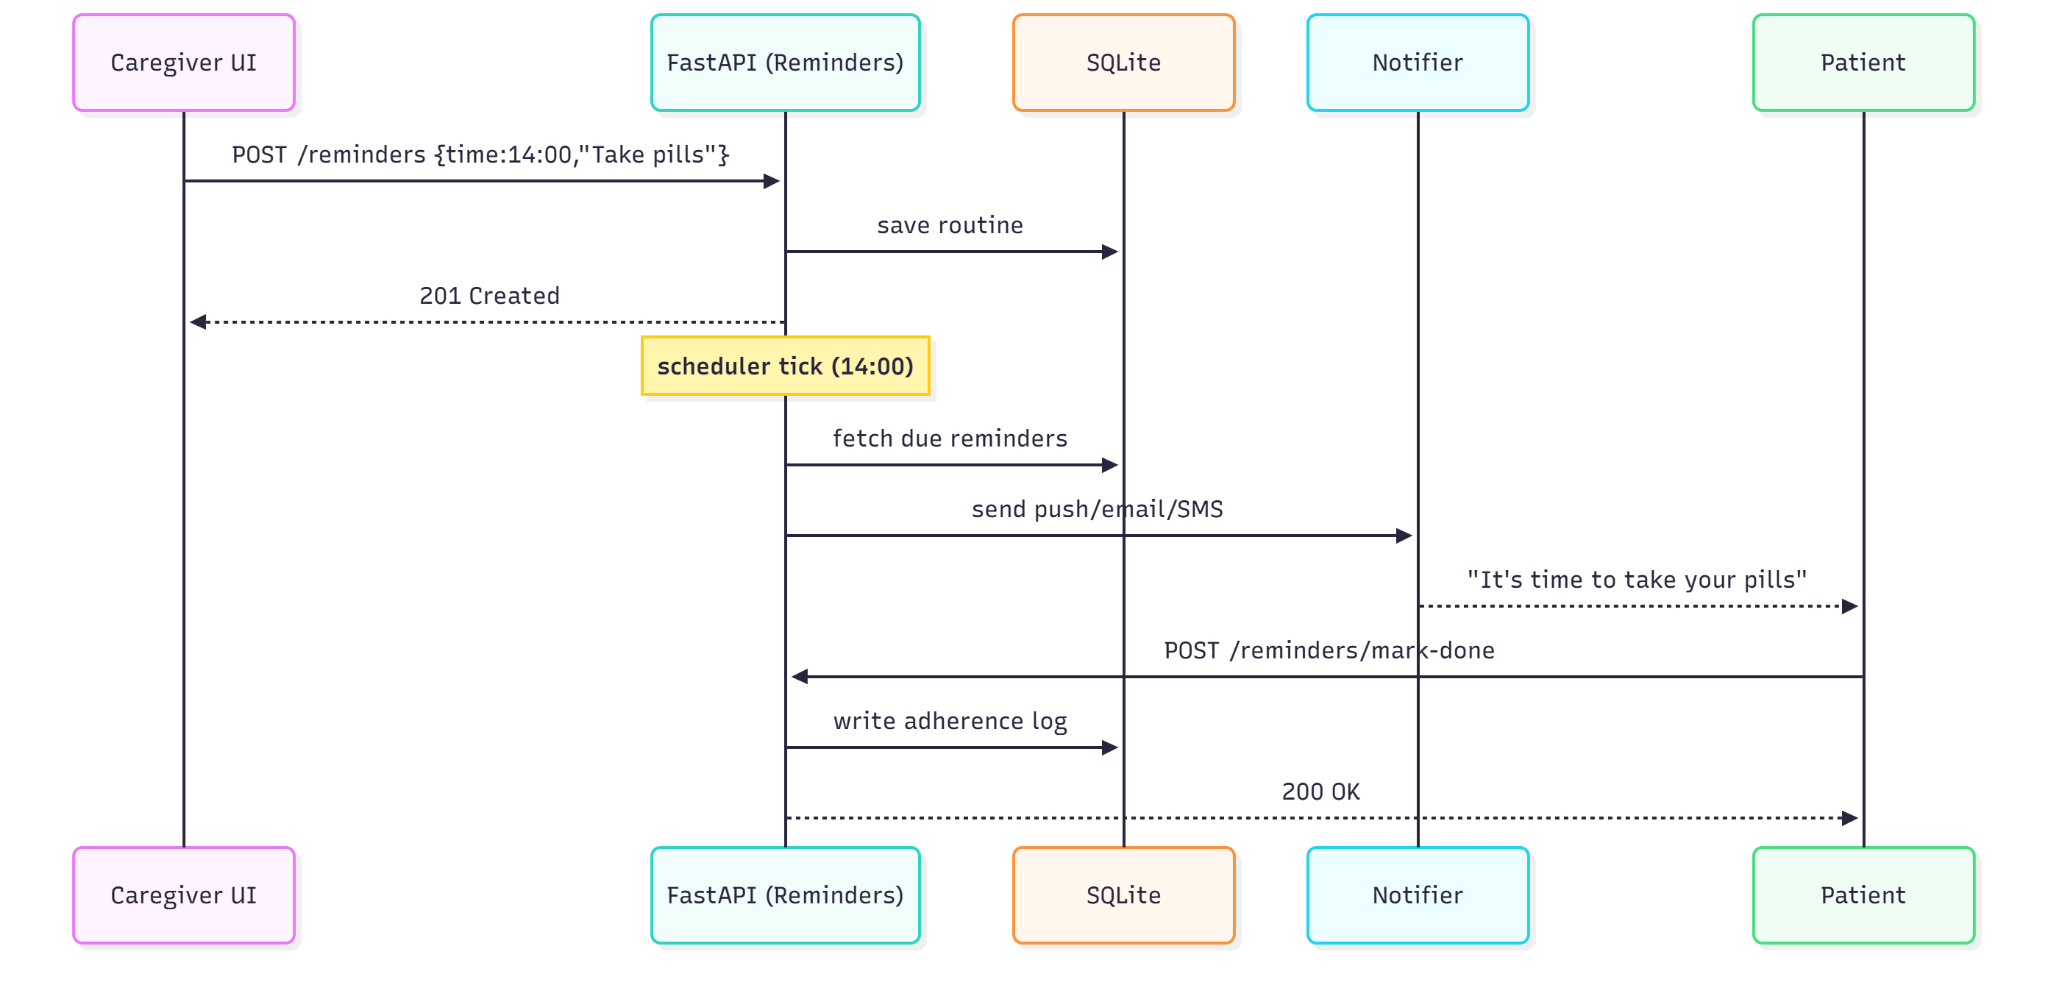 Caregiver UI
FastAPI (Reminders)
SQLite
Notifier
Patient
POST /reminders {time:14:00,"Take pills"}
save routine
201 Created
scheduler tick (14:00)
fetch due reminders
send push/email/SMS
"It's time to take your pills"
POST /reminders/mark-done
write adherence log
200 OK
Caregiver UI
FastAPI (Reminders)
SQLite
Notifier
Patient